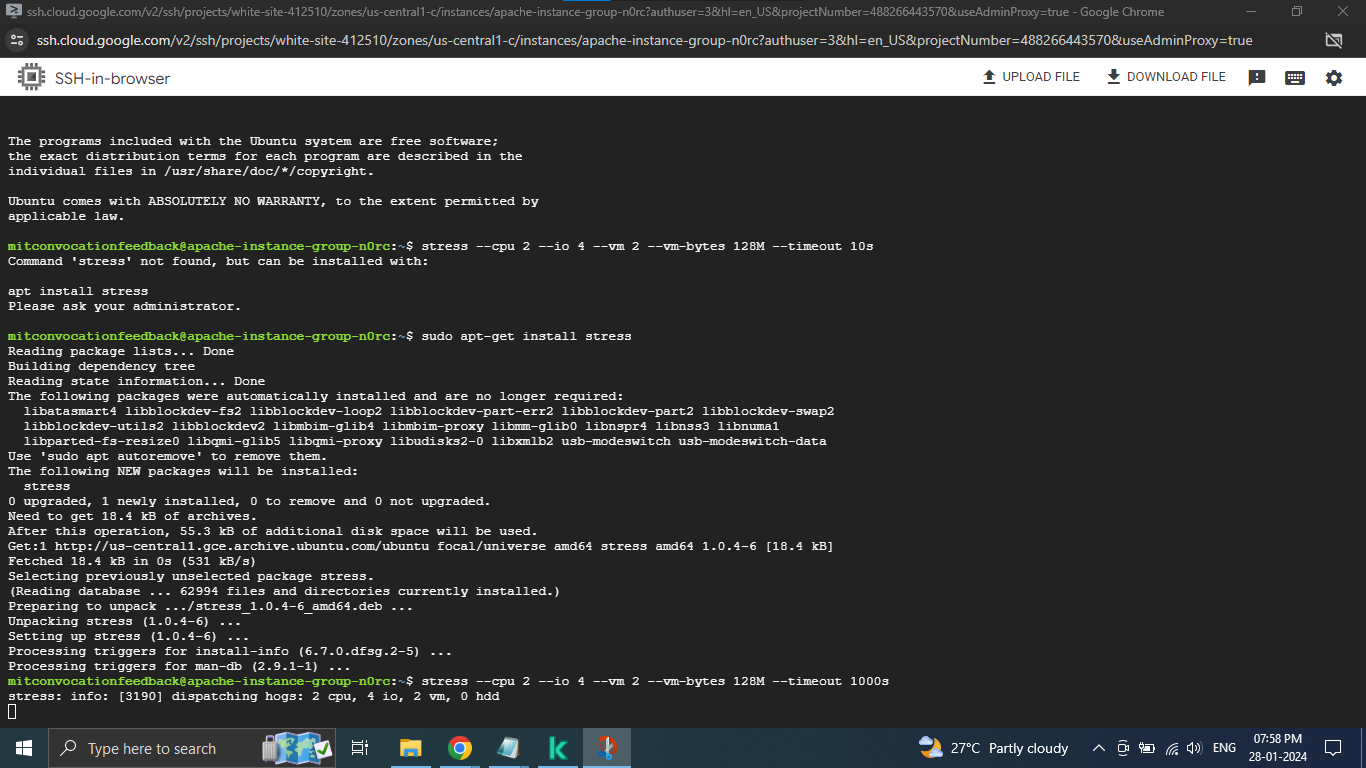 ssh.cloud.google.com/v2/ssh/projects/white-site-412510/zones/us-central1-c/instances/apache-instance-group-n0rc?authuser=3&hl=en_US&projectNumber=488266443570&useAdminProxy=true - Google Chrome
ssh.cloud.google.com/v2/ssh/projects/white-site-412510/zones/us-central1-c/instances/apache-instance-group-n0rc?authuser=3&hl=en_US&projectNumber=488266443570&useAdminProxy=true
SSH-in-browser
UPLOAD FILE
DOWNLOAD FILE
The programs included with the Ubuntu system are free software;
the exact distribution terms for each program are described in the
individual files in /usr/share/doc/*/copyright.
Ubuntu comes with ABSOLUTELY NO WARRANTY, to the extent permitted by
applicable law.
mitconvocationfeedback@apache-instance-group-n0rc:~$ stress --cpu 2 --io 4 --vm 2 --vm-bytes 128M --timeout 10s
Command 'stress' not found, but can be installed with:
apt install stress
Please ask your administrator.
mitconvocationfeedback@apache-instance-group-n0rc:~$ sudo apt-get install stress
Reading package lists... Done
Building dependency tree
Reading state information... Done
The following packages were automatically installed and are no longer required:
  libatasmart4 libblockdev-fs2 libblockdev-loop2 libblockdev-part-err2 libblockdev-part2 libblockdev-swap2
  libblockdev-utils2 libblockdev2 libmbim-glib4 libmbim-proxy libmm-glib0 libnspr4 libnss3 libnuma1
  libparted-fs-resize0 libqmi-glib5 libqmi-proxy libudisks2-0 libxmlb2 usb-modeswitch usb-modeswitch-data
Use 'sudo apt autoremove' to remove them.
The following NEW packages will be installed:
  stress
0 upgraded, 1 newly installed, 0 to remove and 0 not upgraded.
Need to get 18.4 kB of archives.
After this operation, 55.3 kB of additional disk space will be used.
Get:1 http://us-central1.gce.archive.ubuntu.com/ubuntu focal/universe amd64 stress amd64 1.0.4-6 [18.4 kB]
Fetched 18.4 kB in 0s (531 kB/s)
Selecting previously unselected package stress.
(Reading database ... 62994 files and directories currently installed.)
Preparing to unpack .../stress_1.0.4-6_amd64.deb ...
Unpacking stress (1.0.4-6) ...
Setting up stress (1.0.4-6) ...
Processing triggers for install-info (6.7.0.dfsg.2-5) ...
Processing triggers for man-db (2.9.1-1) ...
mitconvocationfeedback@apache-instance-group-n0rc:~$ stress --cpu 2 --io 4 --vm 2 --vm-bytes 128M --timeout 1000s
stress: info: [3190] dispatching hogs: 2 cpu, 4 io, 2 vm, 0 hdd
Type here to search
k
27°C Partly cloudy
ENG
07:58 PM
28-01-2024